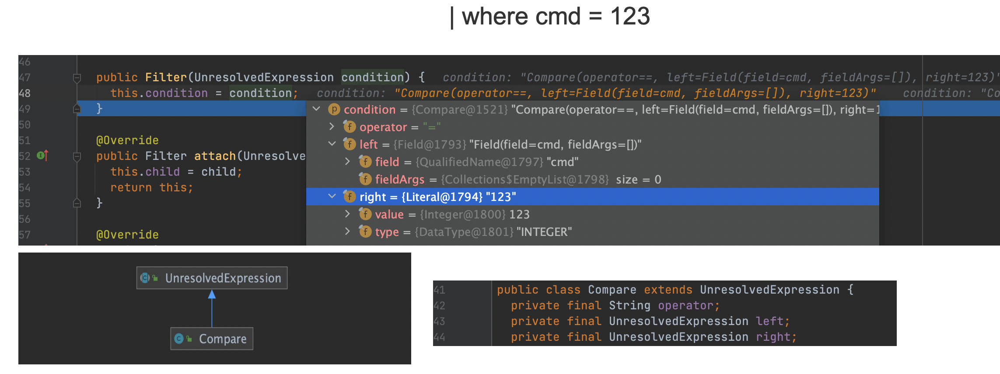 | where cmd = 123
46
47 public Filter(UnresolvedExpression condition) { condition: "Compare(operator==, left=Field(field=cmd, fieldArgs=[]), right=123)"
48 this.condition = condition; condition: "Compare(operator==, left=Field(field=cmd, fieldArgs=[]), right=123)" condition: "Co
49 }
condition = {Compare@1521} "Compare(operator==, left=Field(field=cmd, fieldArgs=[]), right=1
50
operator = "="
51 @Override
left = {Field@1793} "Field(field=cmd, fieldArgs=[])"
52 public Filter attach(Unresolve
field = {QualifiedName@1797} "cmd"
53 this.child = child;
fieldArgs = {Collections$EmptyList@1798} size = 0
54 return this;
right = {Literal@1794} "123"
55 }
value = {Integer@1800} 123
56
type = {DataType@1801} "INTEGER"
57 @Override
UnresolvedExpression
Compare
41 public class Compare extends UnresolvedExpression {
42 private final String operator;
43 private final UnresolvedExpression left;
44 private final UnresolvedExpression right;